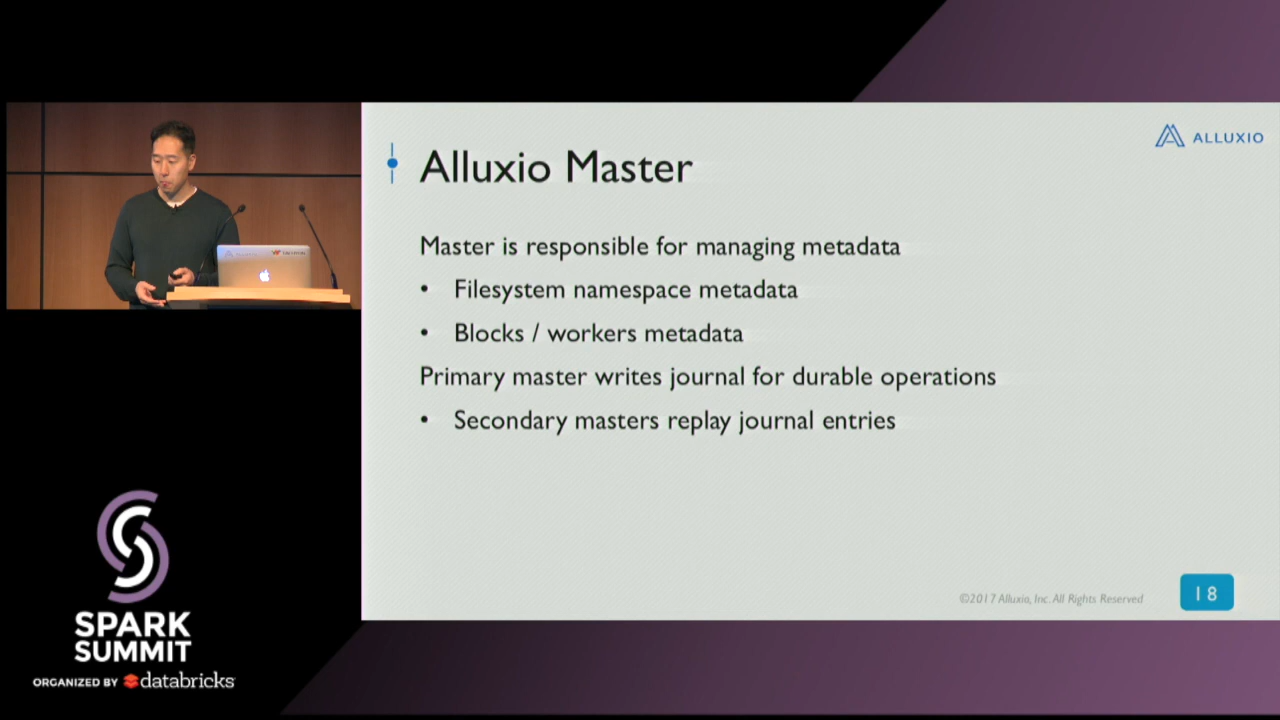 ALLUXIO
Alluxio Master
Master is responsible for managing metadata
• Filesystem namespace metadata
• Blocks / workers metadata
Primary master writes journal for durable operations
• Secondary masters replay journal entries
©2017 Alluxio, Inc. All Rights Reserved
18
SPARK
SUMMIT
ORGANIZED BY databricks